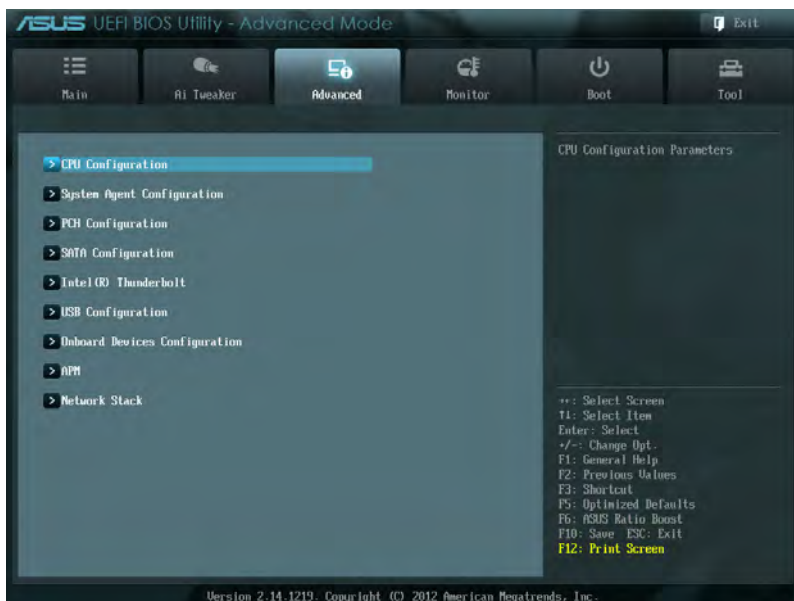 ASUS UEFI BIOS Utility - Advanced Mode
Exit
Main
Ai Tweaker
Advanced
Monitor
Boot
Tool
> CPU Configuration
> System Agent Configuration
> PCH Configuration
> SATA Configuration
> Intel(R) Thunderbolt
> USB Configuration
> Onboard Devices Configuration
> APM
> Network Stack
CPU Configuration Parameters
→←: Select Screen
↑↓: Select Item
Enter: Select
+/-: Change Opt.
F1: General Help
F2: Previous Values
F3: Shortcut
F5: Optimized Defaults
F6: ASUS Ratio Boost
F10: Save ESC: Exit
F12: Print Screen
Version 2.14.1219. Copyright (C) 2012 American Megatrends, Inc.